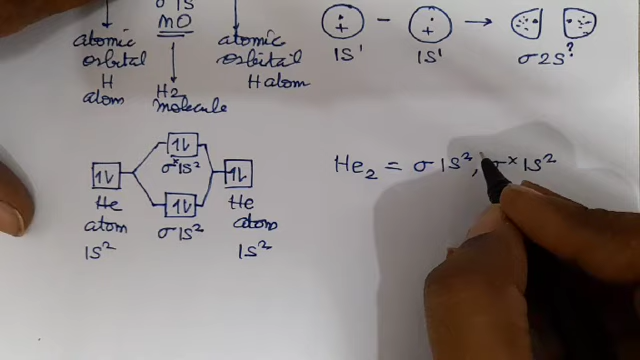 σ 1S
MO
atomic
orbital
H
atom
H2
molecule
atomic
orbital
H atom
+ - + →
1S¹ 1S¹ σ2S?
1↓
σ*1S²
1↓ 1↓
He
atom
1S²
1↓
σ1S²
He
atom
1S²
He₂ = σ1S², σ*1S²